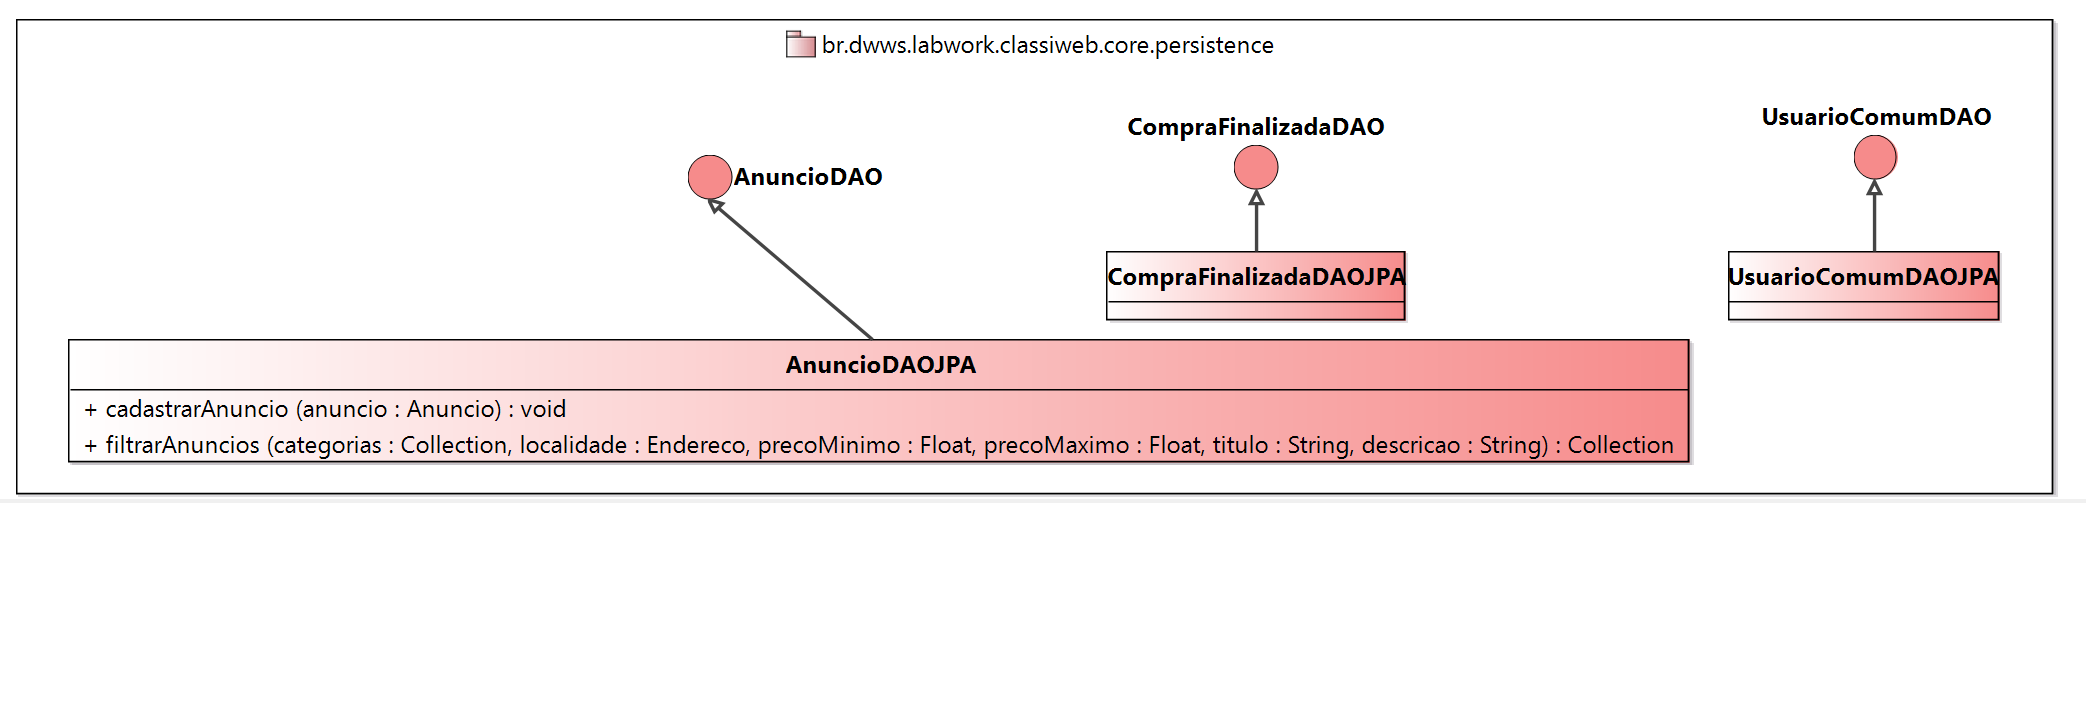 br.dwws.labwork.classiweb.core.persistence
AnuncioDAO
CompraFinalizadaDAO
UsuarioComumDAO
CompraFinalizadaDAOJPA
UsuarioComumDAOJPA
AnuncioDAOJPA
+ cadastrarAnuncio (anuncio : Anuncio) : void
+ filtrarAnuncios (categorias : Collection, localidade : Endereco, precoMinimo : Float, precoMaximo : Float, titulo : String, descricao : String) : Collection